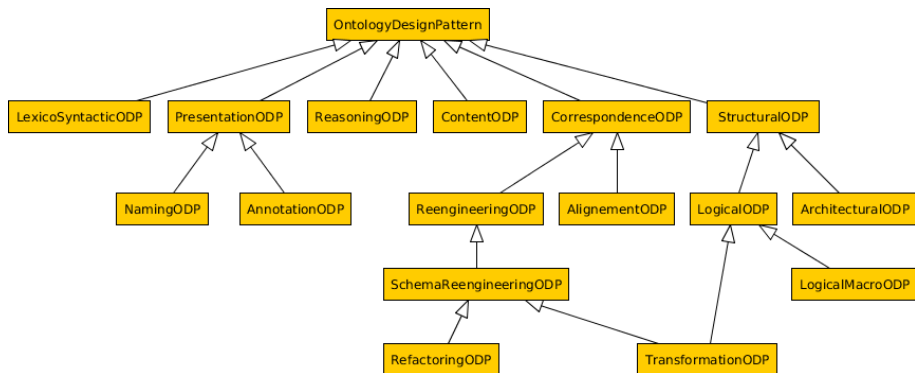 OntologyDesignPattern
LexicoSyntacticODP
PresentationODP
ReasoningODP
ContentODP
CorrespondenceODP
StructuralODP
NamingODP
AnnotationODP
ReengineeringODP
AlignementODP
LogicalODP
ArchitecturalODP
SchemaReengineeringODP
LogicalMacroODP
RefactoringODP
TransformationODP